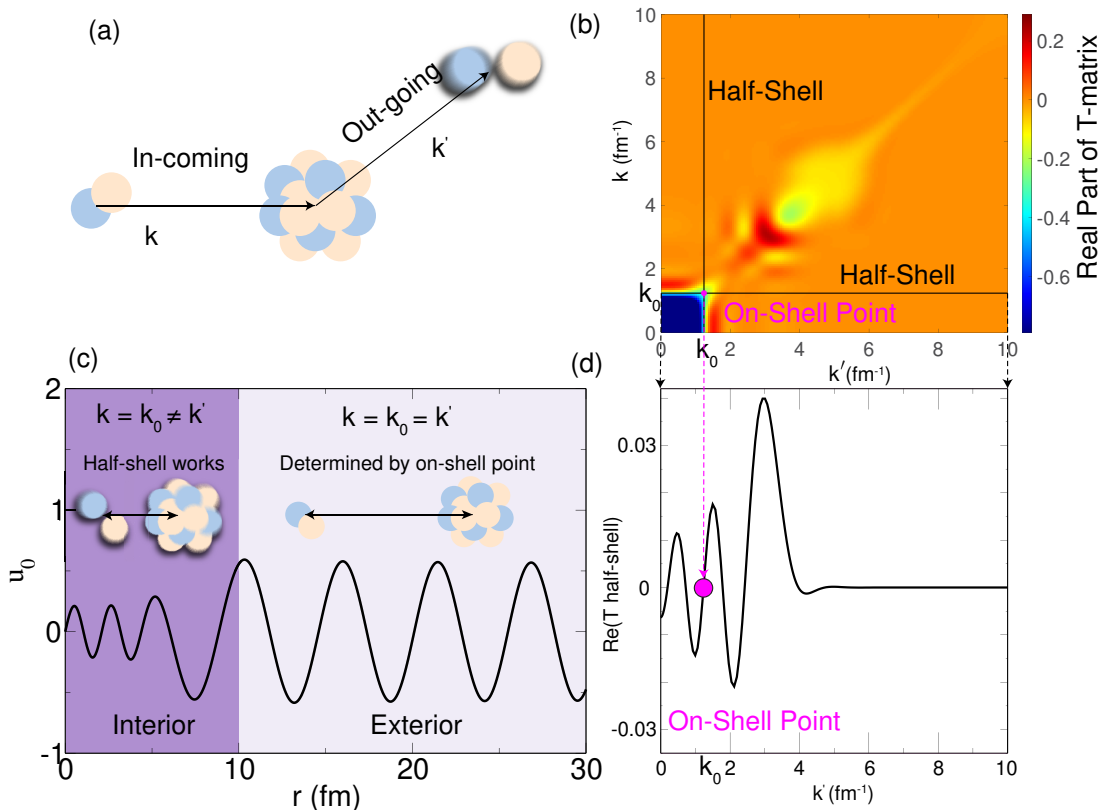 (a)
In-coming
k
Out-going
k'
(b)
10
8
6
4
2
0
k (fm-1)
k0
Half-Shell
Half-Shell
On-Shell Point
0
k0
2
4
6
8
10
k' (fm-1)
0.2
0
-0.2
-0.4
-0.6
Real Part of T-matrix
(c)
2
1
0
-1
u0
k = k0 ≠ k'
Half-shell works
k = k0 = k'
Determined by on-shell point
Interior
Exterior
0
10
20
30
r (fm)
(d)
0.03
0
-0.03
Re(T half-shell)
On-Shell Point
0
k0
2
4
6
8
10
k' (fm-1)